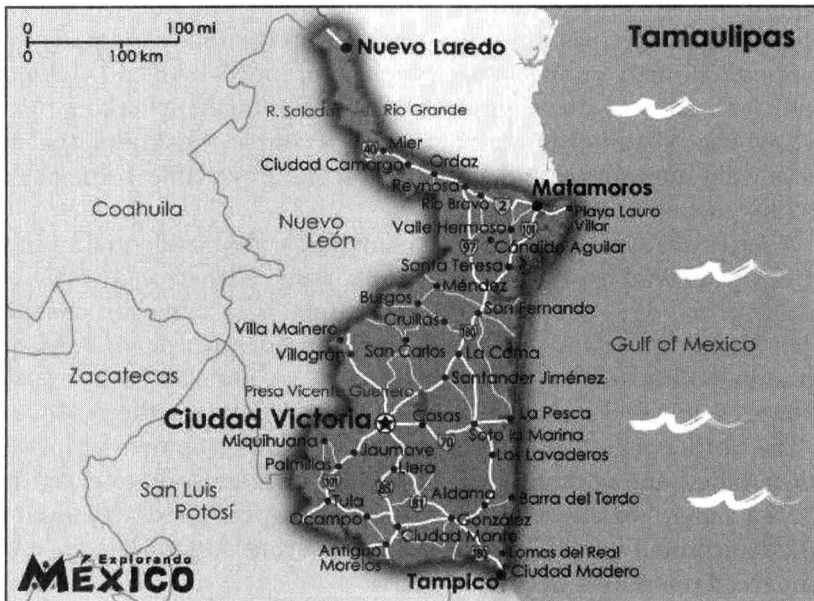 0 100 mi
0 100 km
Tamaulipas
Nuevo Laredo
R. Salado
Rio Grande
40
Mier
Ciudad Camargo
Ordaz
Reynosa
Rio Bravo
2
Matamoros
Playa Lauro
Villar
Coahuila
Nuevo
León
Valle Hermoso
101
97
Cándido Aguilar
Santa Teresa
Méndez
Burgos
Cruillas
San Fernando
180
Villa Mainero
Villagrán
San Carlos
La Coma
Gulf of Mexico
Zacatecas
Presa Vicente Guerrero
Santander Jiménez
Ciudad Victoria
Casas
La Pesca
Soto la Marina
Miquihuana
70
Jaumave
Los Lavaderos
Palmillas
Llera
San Luis
Potosí
101
85
81
Aldama
Barra del Tordo
Tula
Ocampo
González
Ciudad Mante
Antiguo
Morelos
180
Lomas del Real
Tampico
Ciudad Madero
Explorando
MÉXICO